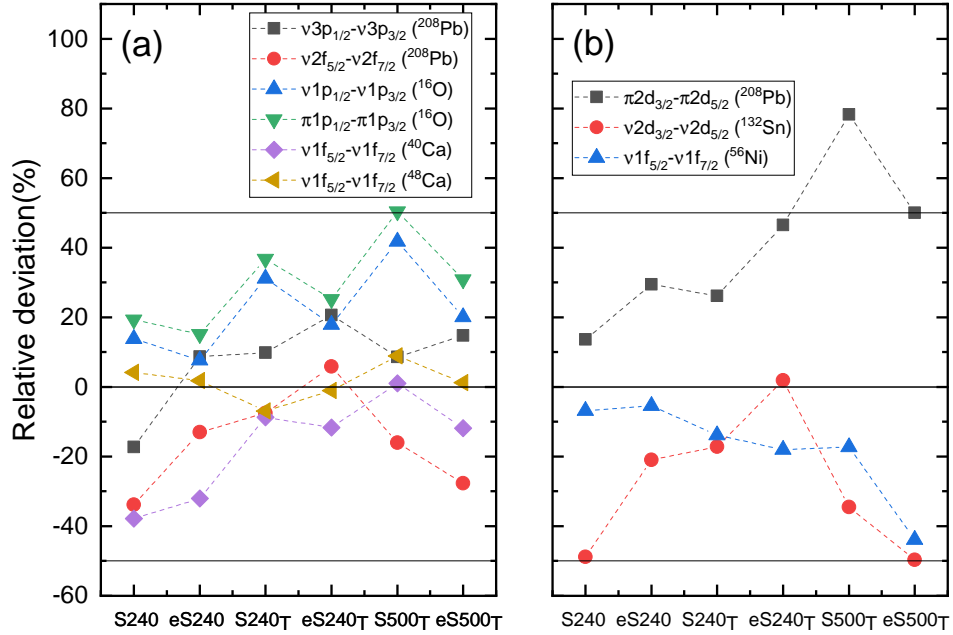 Relative deviation(%)
100
80
60
40
20
0
-20
-40
-60
(a)
ν3p1/2-ν3p3/2 (208Pb)
ν2f5/2-ν2f7/2 (208Pb)
ν1p1/2-ν1p3/2 (16O)
π1p1/2-π1p3/2 (16O)
ν1f5/2-ν1f7/2 (40Ca)
ν1f5/2-ν1f7/2 (48Ca)
S240 eS240 S240T eS240T S500T eS500T
(b)
π2d3/2-π2d5/2 (208Pb)
ν2d3/2-ν2d5/2 (132Sn)
ν1f5/2-ν1f7/2 (56Ni)
S240 eS240 S240T eS240T S500T eS500T